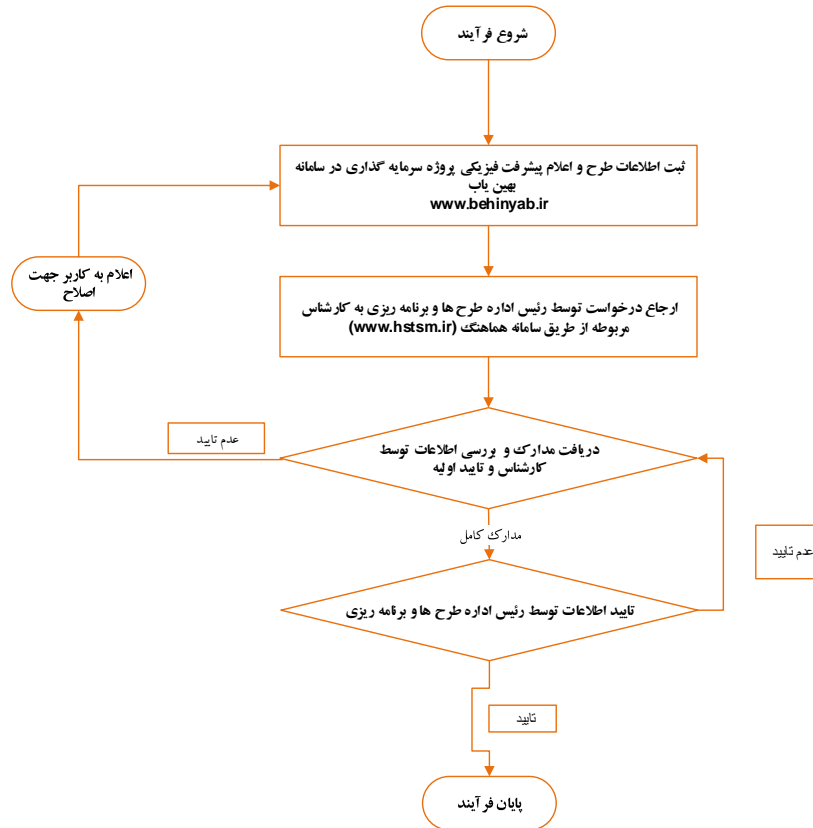 شروع فرآیند
ثبت اطلاعات طرح و اعلام پیشرفت فیزیکی پروژه سرمایه گذاری در سامانه
بهین یاب
www.behinyab.ir
اعلام به کاربر جهت
اصلاح
ارجاع درخواست توسط رئیس اداره طرح ها و برنامه ریزی به کارشناس
مربوطه از طریق سامانه هماهنگ (www.hstsm.ir)
عدم تایید
دریافت مدارک و بررسی اطلاعات توسط
کارشناس و تایید اولیه
مدارک کامل
عدم تایید
تایید اطلاعات توسط رئیس اداره طرح ها و برنامه ریزی
تایید
پایان فرآیند